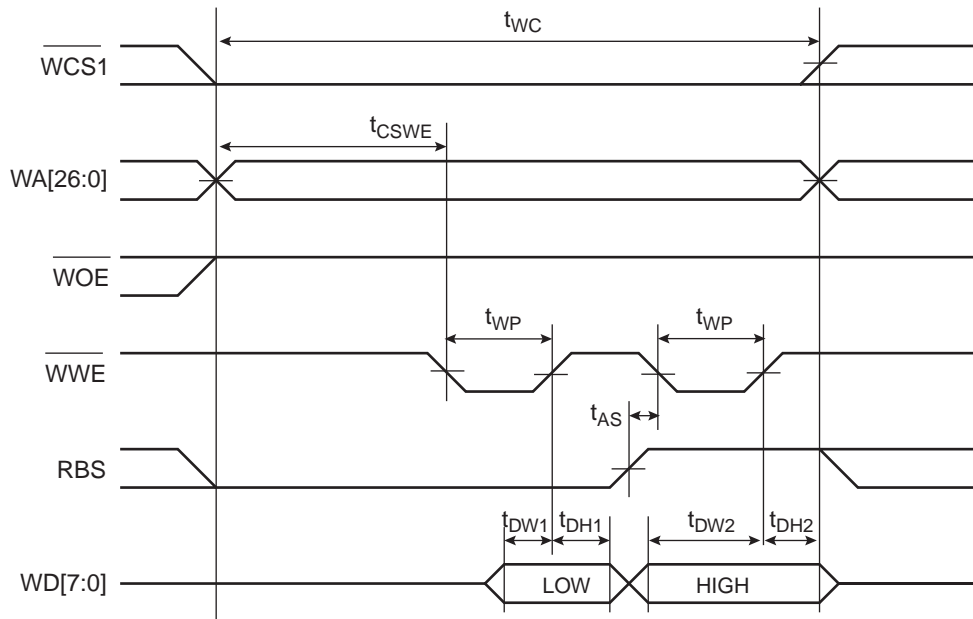 tWC
WCS1
tCSWE
WA[26:0]
WOE
tWP tWP
WWE
tAS
RBS
tDW1 tDH1 tDW2 tDH2
WD[7:0] LOW HIGH